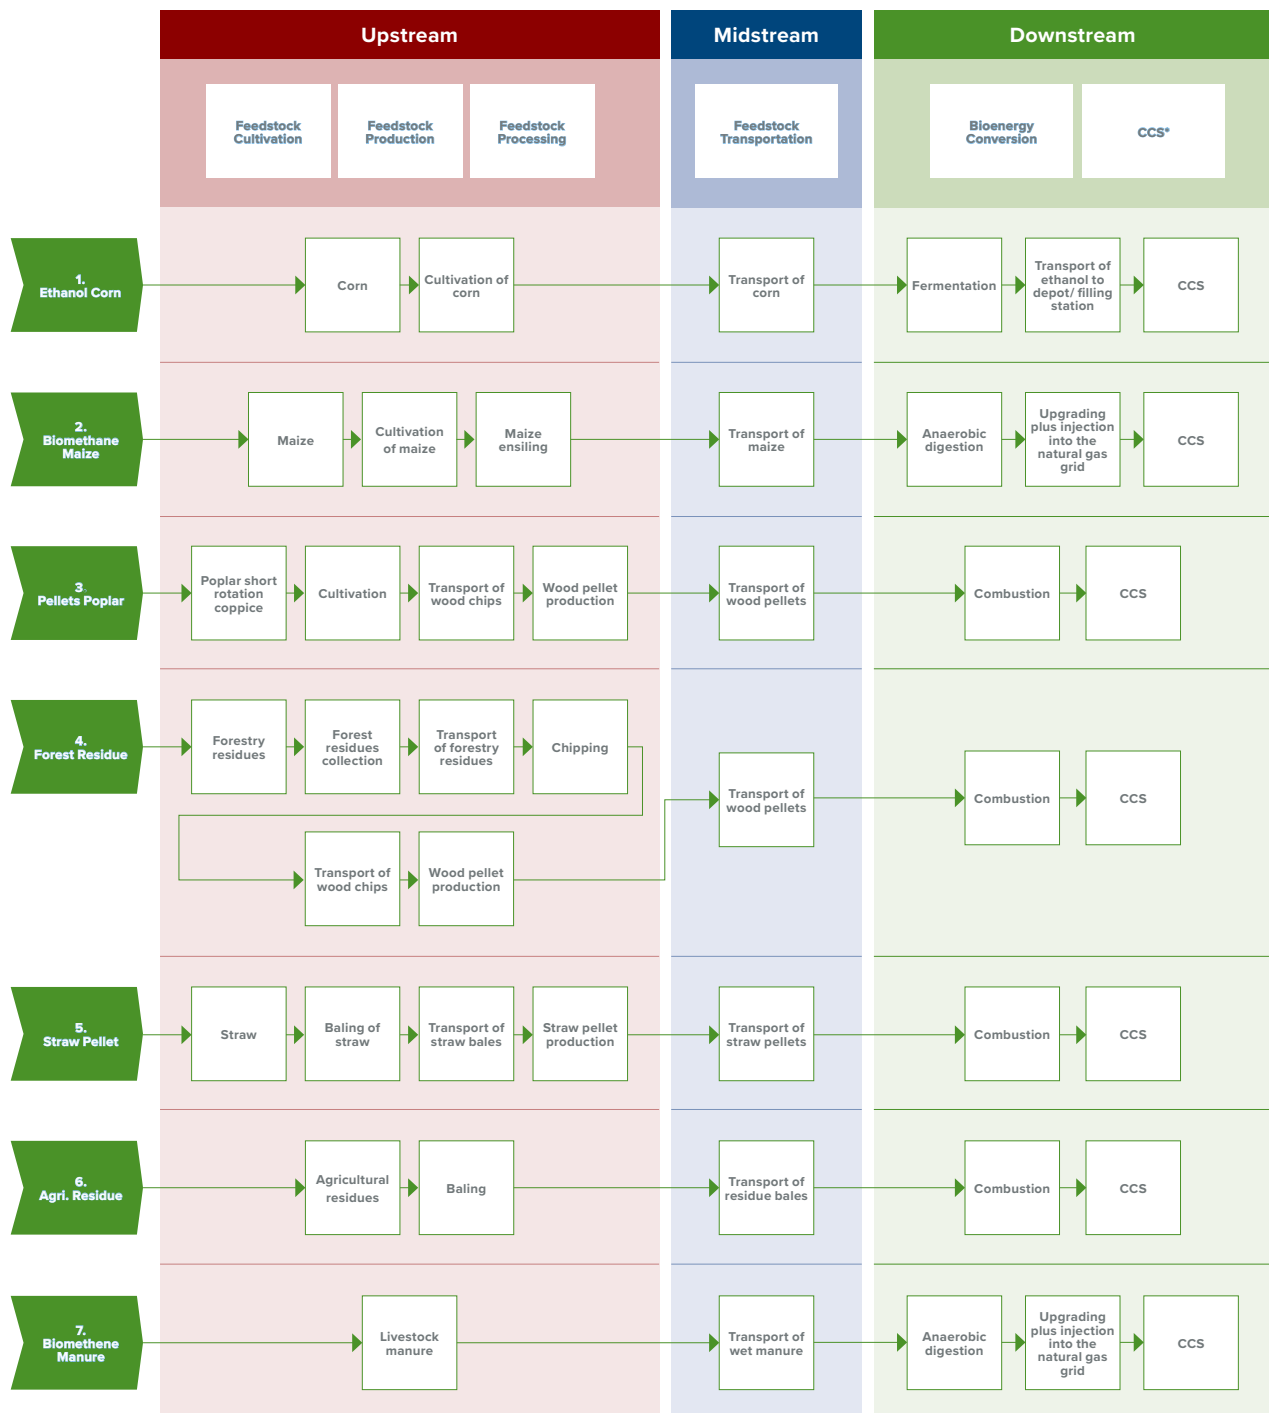 Upstream
Midstream
Downstream
Feedstock
Cultivation
Feedstock
Production
Feedstock
Processing
Feedstock
Transportation
Bioenergy
Conversion
CCS*
1.
Ethanol Corn
Corn
Cultivation of
corn
Transport of
corn
Fermentation
Transport of
ethanol to
depot/ filling
station
CCS
2.
Biomethane
Maize
Maize
Cultivation
of maize
Maize
ensiling
Transport of
maize
Anaerobic
digestion
Upgrading
plus injection
into the
natural gas
grid
CCS
3.
Pellets Poplar
Poplar short
rotation
coppice
Cultivation
Transport of
wood chips
Wood pellet
production
Transport of
wood pellets
Combustion
CCS
4.
Forest Residue
Forestry
residues
Forest
residues
collection
Transport
of forestry
residues
Chipping
Transport of
wood chips
Wood pellet
production
Transport of
wood pellets
Combustion
CCS
5.
Straw Pellet
Straw
Baling of
straw
Transport of
straw bales
Straw pellet
production
Transport of
straw pellets
Combustion
CCS
6.
Agri. Residue
Agricultural
residues
Baling
Transport of
residue bales
Combustion
CCS
7.
Biomethene
Manure
Livestock
manure
Transport of
wet manure
Anaerobic
digestion
Upgrading
plus injection
into the
natural gas
grid
CCS